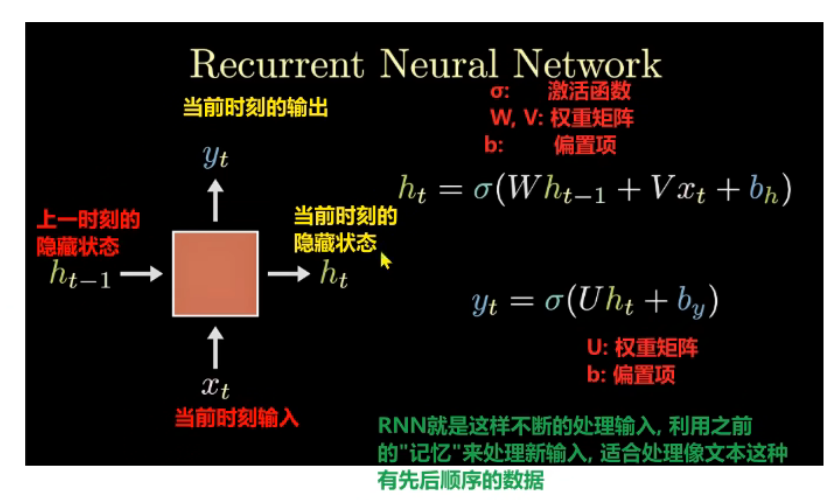 Recurrent Neural Network
σ: 激活函数
W, V: 权重矩阵
b: 偏置项
当前时刻的输出
y_t
h_t = σ(Wh_{t−1} + Vx_t + b_h)
上一时刻的
隐藏状态
h_{t−1}
当前时刻的
隐藏状态
h_t
y_t = σ(Uh_t + b_y)
U: 权重矩阵
b: 偏置项
x_t
当前时刻输入
RNN就是这样不断的处理输入, 利用之前
的"记忆"来处理新输入, 适合处理像文本这种
有先后顺序的数据